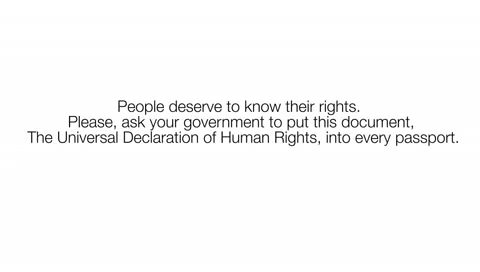 People deserve to know their rights.
Please, ask your government to put this document,
The Universal Declaration of Human Rights, into every passport.